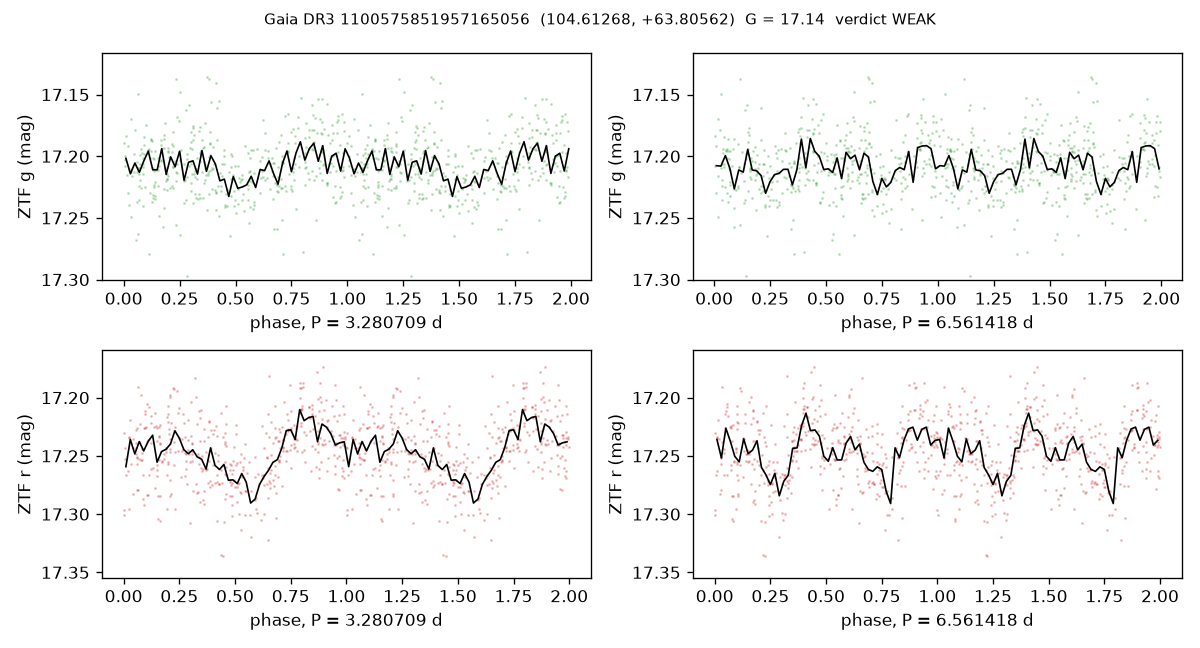 Gaia DR3 1100575851957165056 (104.61268, +63.80562) G = 17.14 verdict WEAK
ZTF g (mag)
17.15
17.20
17.25
17.30
0.00 0.25 0.50 0.75 1.00 1.25 1.50 1.75 2.00
phase, P = 3.280709 d
ZTF g (mag)
17.15
17.20
17.25
17.30
0.00 0.25 0.50 0.75 1.00 1.25 1.50 1.75 2.00
phase, P = 6.561418 d
ZTF r (mag)
17.20
17.25
17.30
17.35
0.00 0.25 0.50 0.75 1.00 1.25 1.50 1.75 2.00
phase, P = 3.280709 d
ZTF r (mag)
17.20
17.25
17.30
17.35
0.00 0.25 0.50 0.75 1.00 1.25 1.50 1.75 2.00
phase, P = 6.561418 d